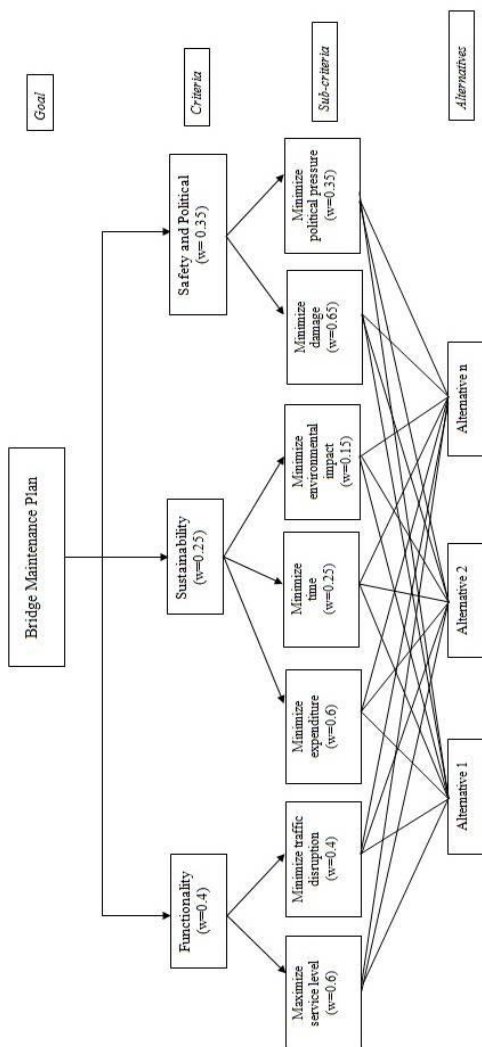 Goal
Bridge Maintenance Plan
Criteria
Functionality
(w=0.4)
Sustainability
(w=0.25)
Safety and Political
(w= 0.35)
Sub-criteria
Maximize
service level
(w=0.6)
Minimize traffic
disruption
(w=0.4)
Minimize
expenditure
(w=0.6)
Minimize
time
(w=0.25)
Minimize
environmental
impact
(w=0.15)
Minimize
damage
(w=0.65)
Minimize
political pressure
(w=0.35)
Alternatives
Alternative 1
Alternative 2
Alternative n